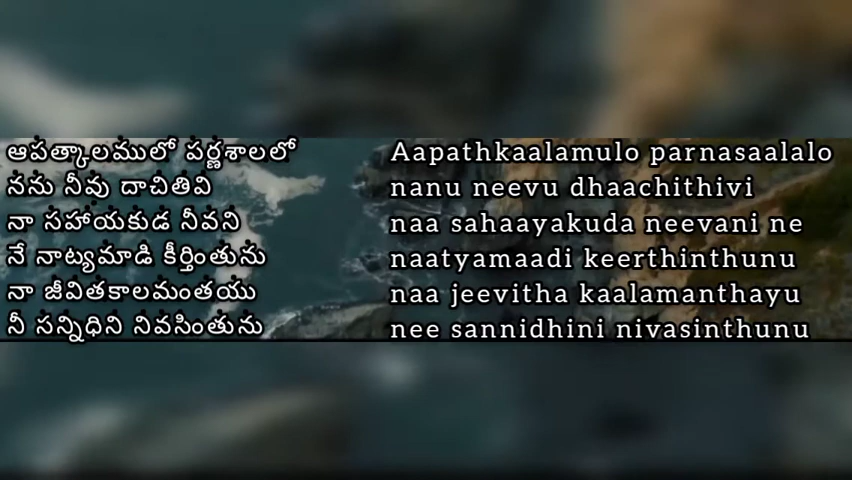 ఆపత్కాలములో పర్ణశాలలో
నను నీవు దాచితివి
నా సహాయకుడ నీవని
నే నాట్యమాడి కీర్తింతును
నా జీవితకాలమంతయు
నీ సన్నిధిని నివసింతును
Aapathkaalamulo parnasaalalo
nanu neevu dhaachithivi
naa sahaayakuda neevani ne
naatyamaadi keerthinthunu
naa jeevitha kaalamanthayu
nee sannidhini nivasinthunu